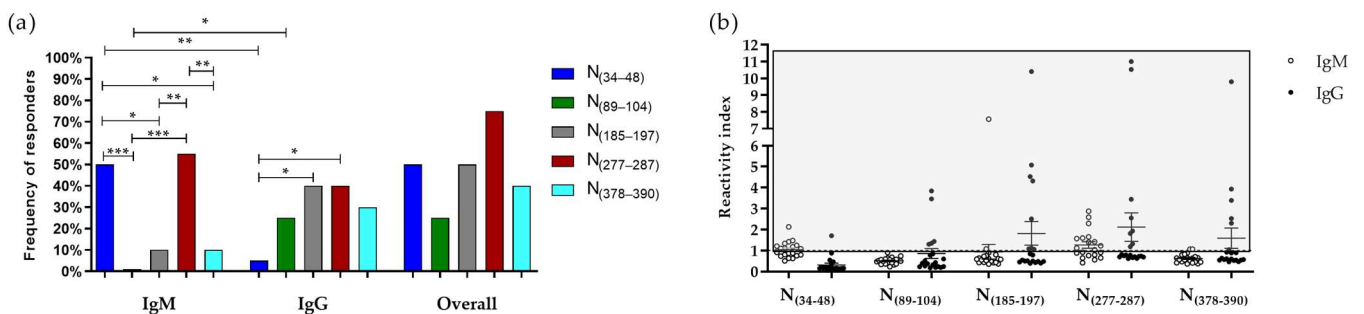 (a)
*
**
**
*
**
*
***
***
*
*
100%
90%
80%
70%
60%
50%
40%
30%
20%
10%
0%
Frequency of responders
IgM
IgG
Overall
N(34–48)
N(89–104)
N(185–197)
N(277–287)
N(378–390)
(b)
12
11
10
9
8
7
6
5
4
3
2
1
0
Reactivity index
N(34-48)
N(89-104)
N(185-197)
N(277-287)
N(378-390)
IgM
IgG